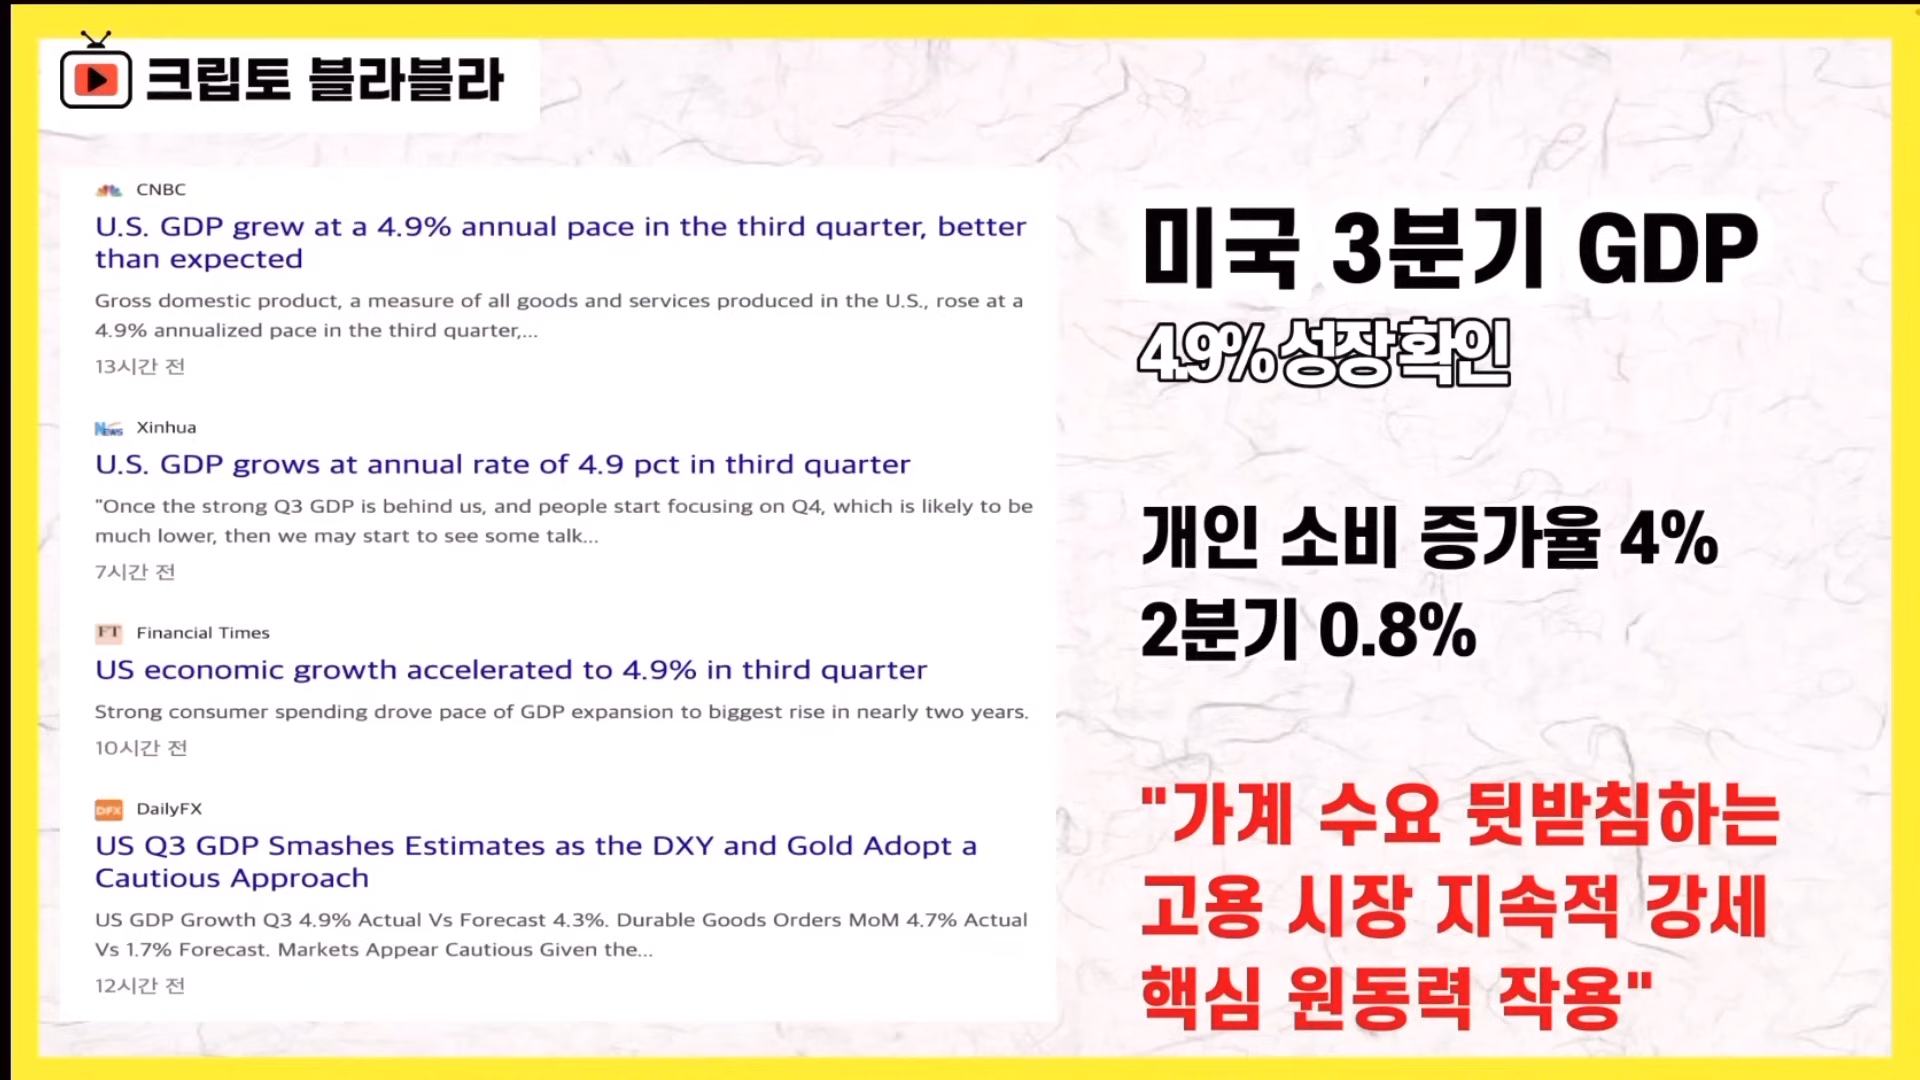 크립토 블라블라
CNBC
U.S. GDP grew at a 4.9% annual pace in the third quarter, better
than expected
Gross domestic product, a measure of all goods and services produced in the U.S., rose at a
4.9% annualized pace in the third quarter,...
13시간 전
NEWS Xinhua
U.S. GDP grows at annual rate of 4.9 pct in third quarter
"Once the strong Q3 GDP is behind us, and people start focusing on Q4, which is likely to be
much lower, then we may start to see some talk...
7시간 전
FT Financial Times
US economic growth accelerated to 4.9% in third quarter
Strong consumer spending drove pace of GDP expansion to biggest rise in nearly two years.
10시간 전
DFX DailyFX
US Q3 GDP Smashes Estimates as the DXY and Gold Adopt a
Cautious Approach
US GDP Growth Q3 4.9% Actual Vs Forecast 4.3%. Durable Goods Orders MoM 4.7% Actual
Vs 1.7% Forecast. Markets Appear Cautious Given the...
12시간 전
미국 3분기 GDP
4.9% 성장 확인
개인 소비 증가율 4%
2분기 0.8%
"가계 수요 뒷받침하는
고용 시장 지속적 강세
핵심 원동력 작용"